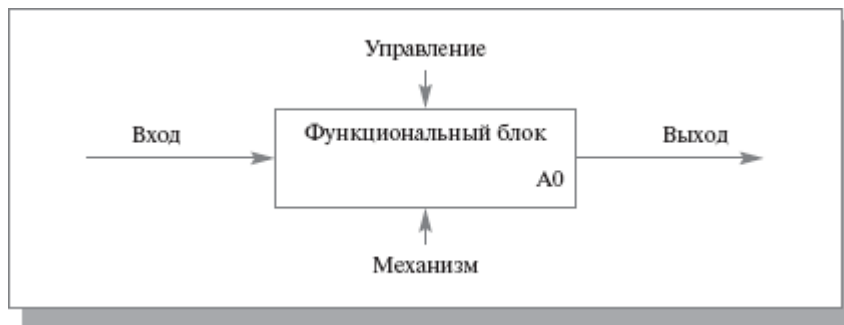 Управление
Вход
Функциональный блок
Выход
A0
Механизм